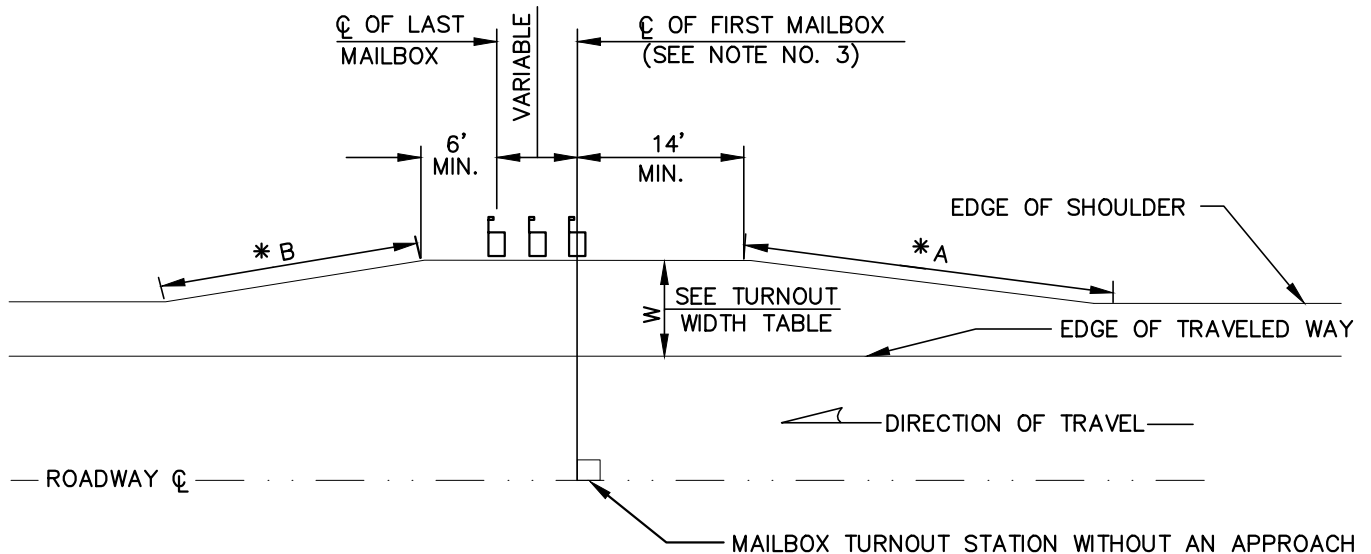 ℄ OF LAST
MAILBOX
VARIABLE
℄ OF FIRST MAILBOX
(SEE NOTE NO. 3)
6'
MIN.
14'
MIN.
EDGE OF SHOULDER
* B
* A
W
SEE TURNOUT
WIDTH TABLE
EDGE OF TRAVELED WAY
DIRECTION OF TRAVEL
ROADWAY ℄
MAILBOX TURNOUT STATION WITHOUT AN APPROACH